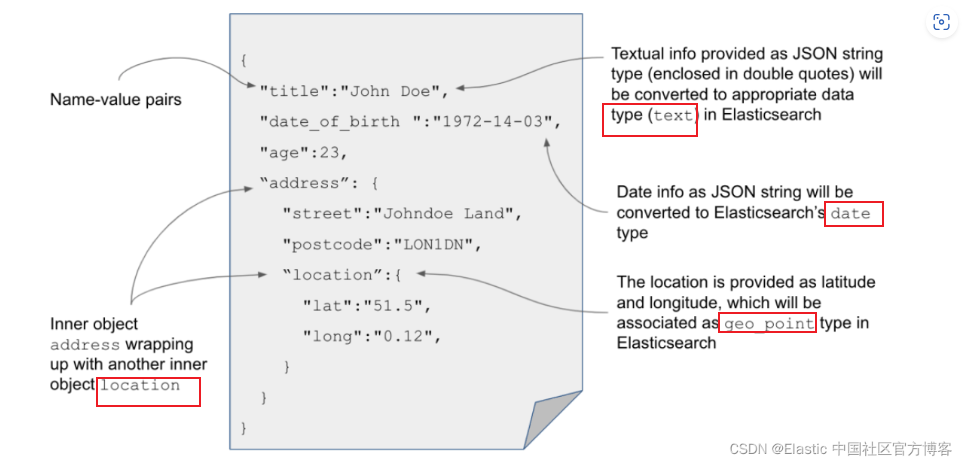 {
"title":"John Doe",
"date_of_birth ":"1972-14-03",
"age":23,
“address”: {
"street":"Johndoe Land",
"postcode":"LON1DN",
“location”:{
"lat":"51.5",
"long":"0.12",
}
}
}
Name-value pairs
Inner object
address wrapping
up with another inner
object location
Textual info provided as JSON string
type (enclosed in double quotes) will
be converted to appropriate data
type (text) in Elasticsearch
Date info as JSON string will be
converted to Elasticsearch's date
type
The location is provided as latitude
and longitude, which will be
associated as geo_point type in
Elasticsearch
CSDN @Elastic 中国社区官方博客